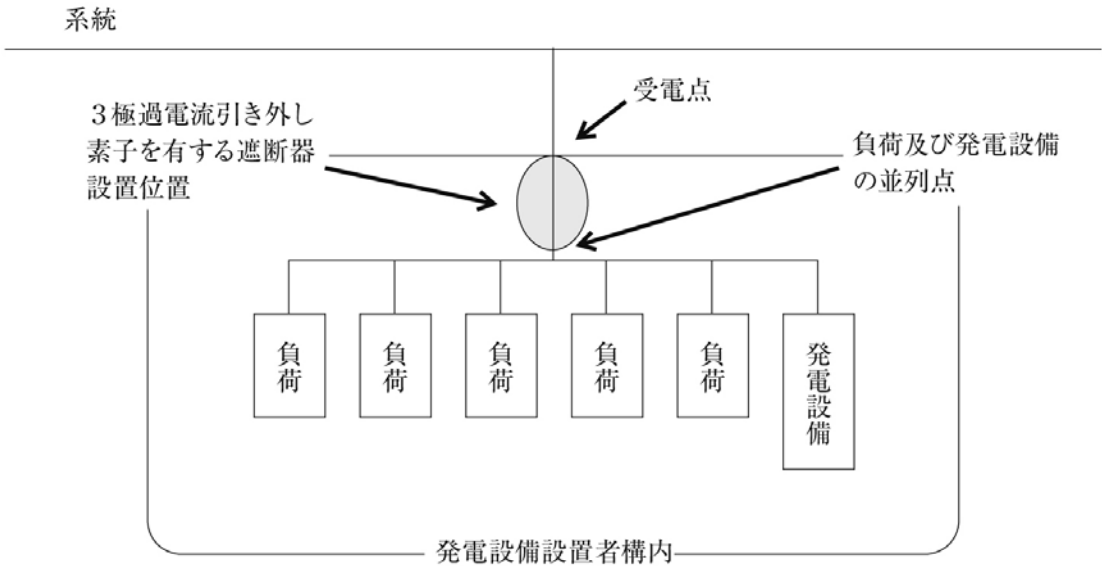 系統
受電点
3極過電流引き外し
素子を有する遮断器
設置位置
負荷及び発電設備
の並列点
負荷
負荷
負荷
負荷
負荷
発電設備
発電設備設置者構内